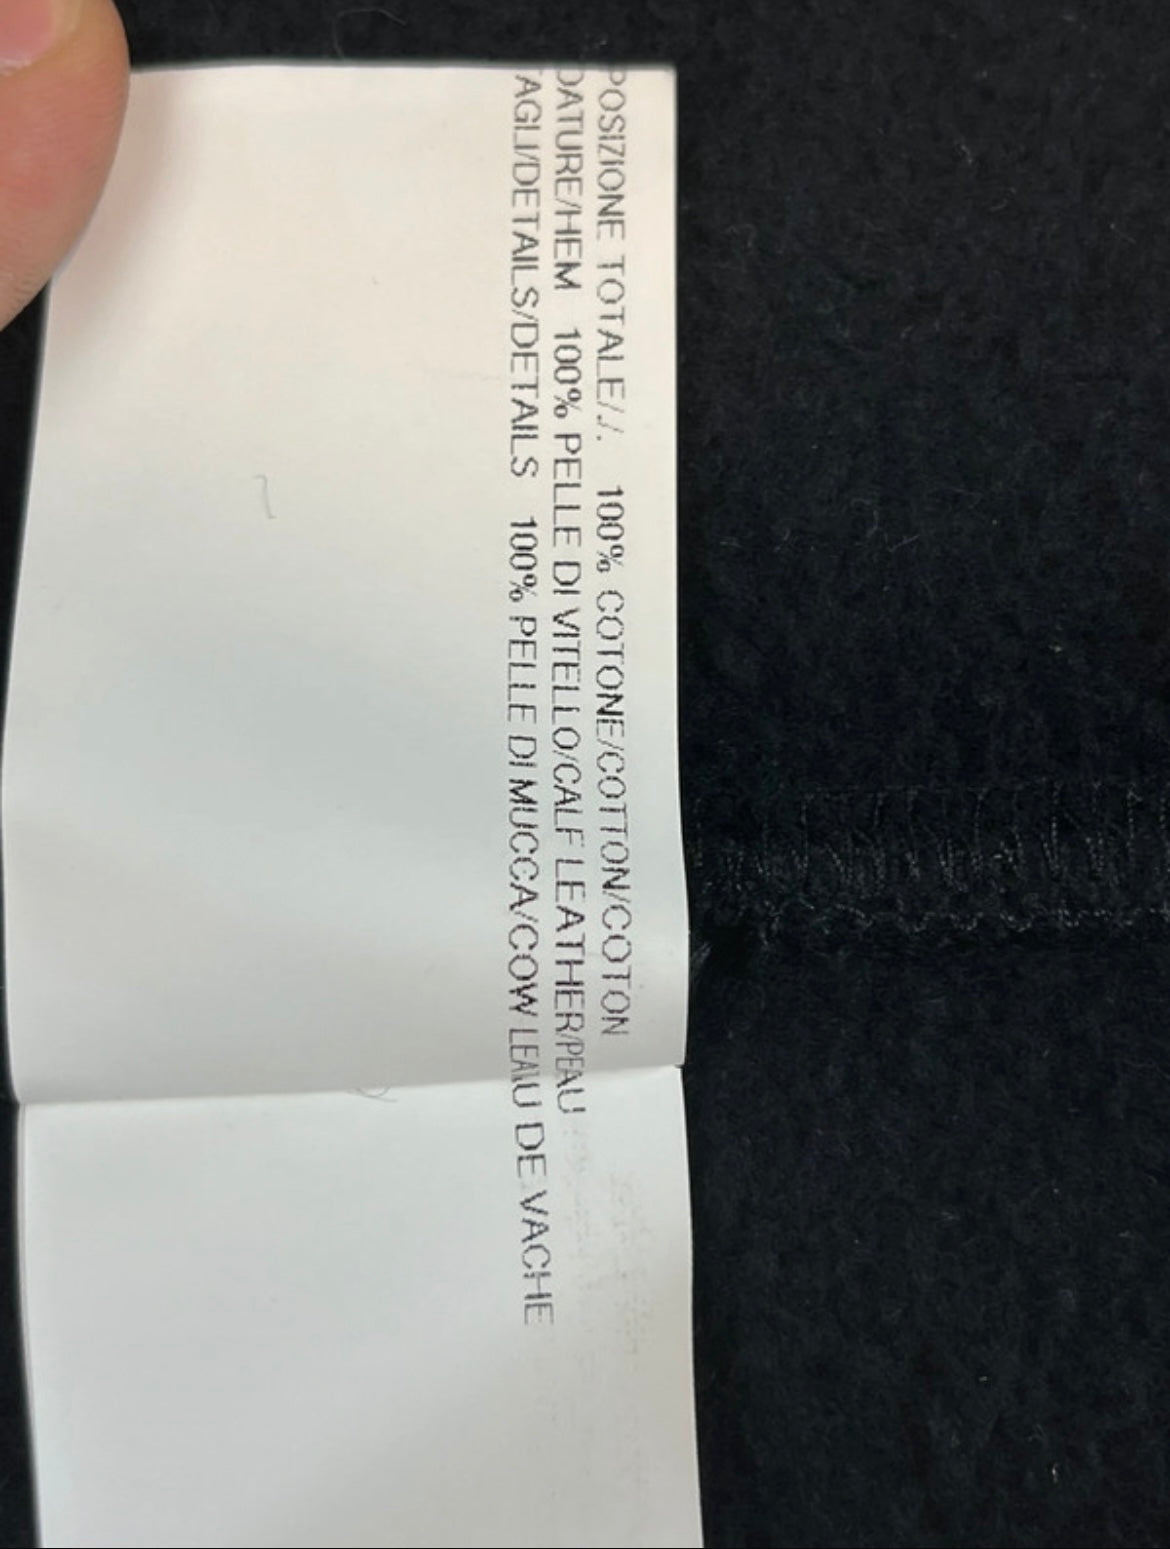 POSIZIONE TOTALE/./. 100% COTONE/COTTON/COTON
DATURE/HEM 100% PELLE DI VITELLO/CALF LEATHER/PEAU
TAGLI/DETAILS/DETAILS 100% PELLE DI MUCCA/COW LEAU DE VACHE